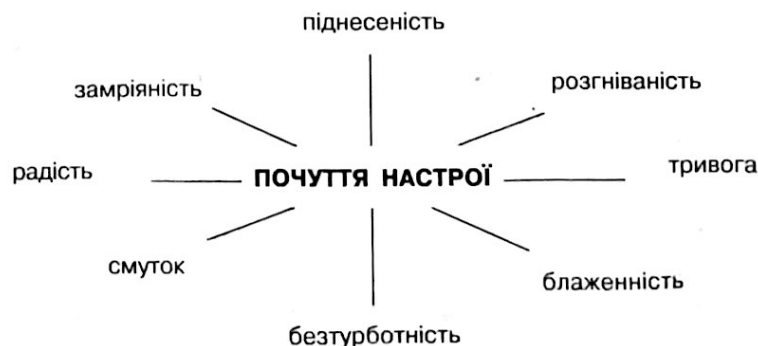 піднесеність
замріяність
розгніваність
радість
ПОЧУТТЯ НАСТРОЇ
тривога
смуток
блаженність
безтурботність